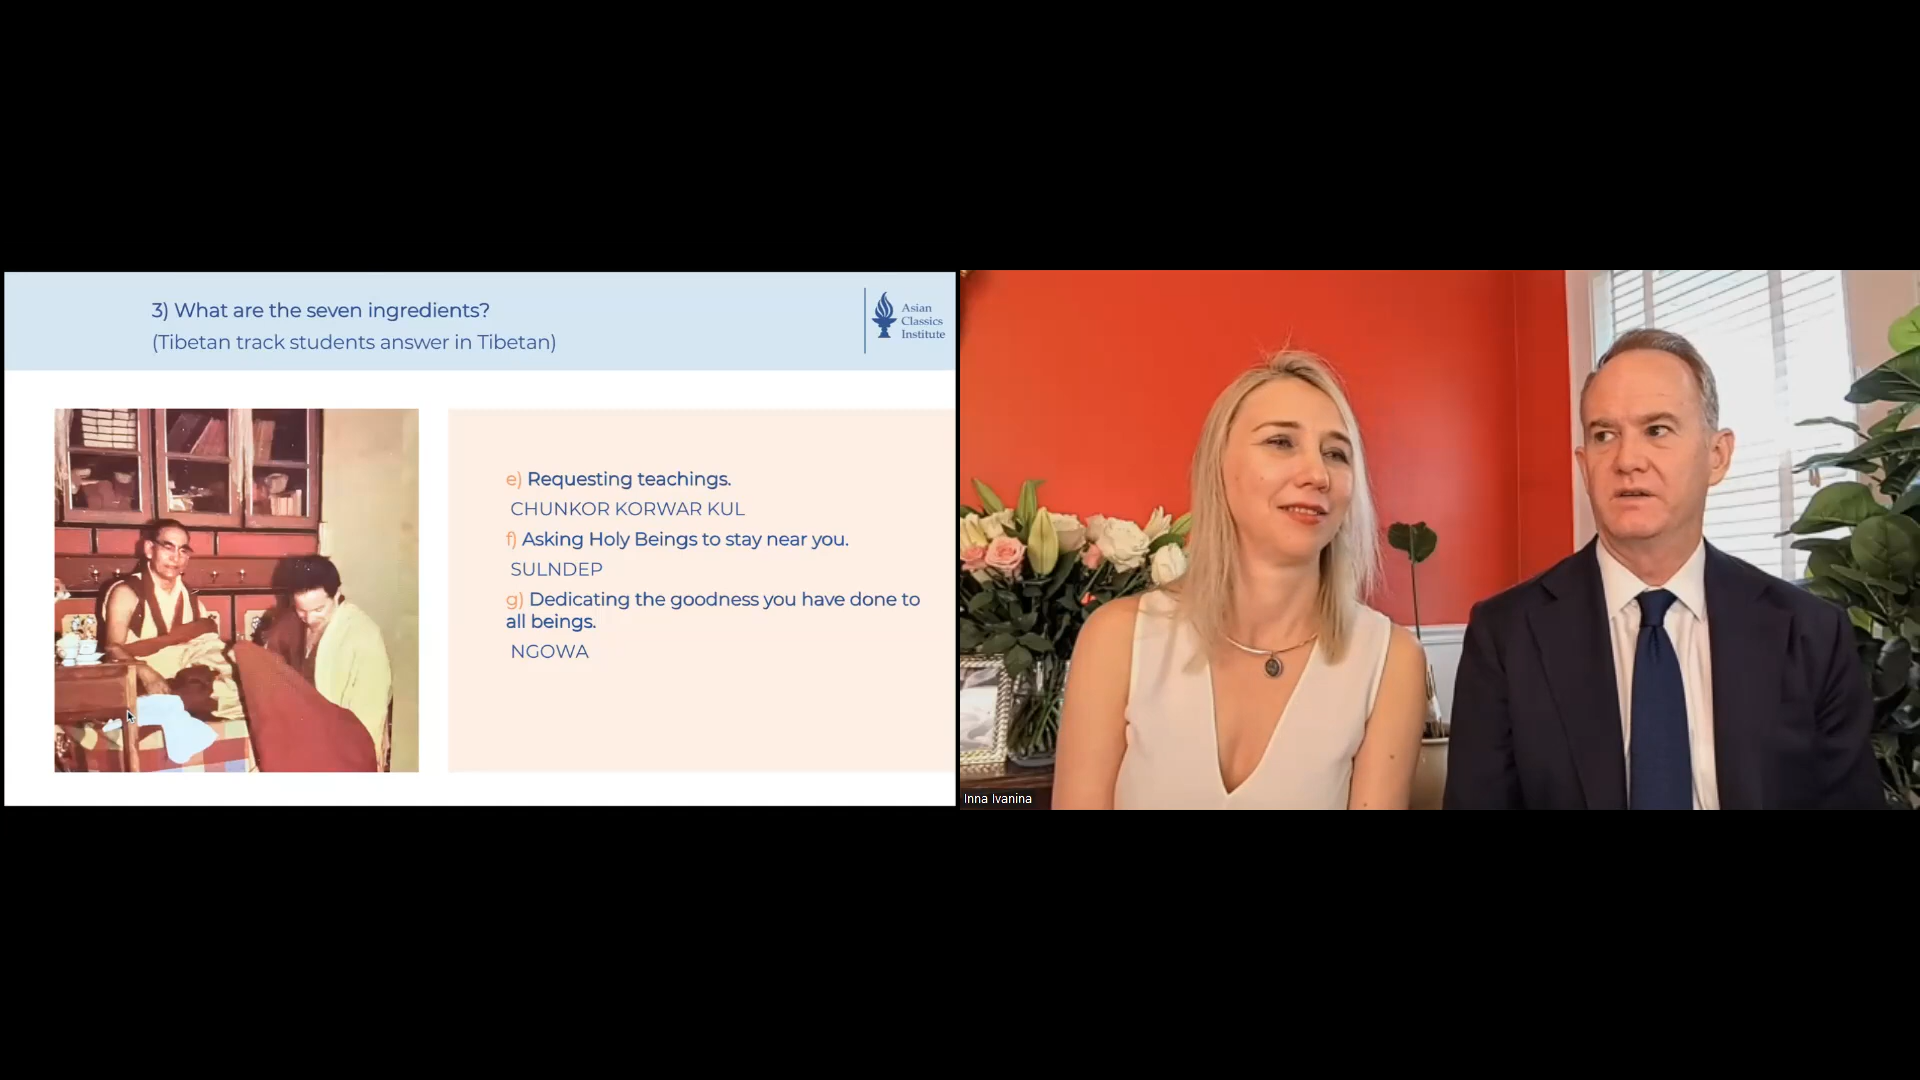 3) What are the seven ingredients?
(Tibetan track students answer in Tibetan)
Asian
Classics
Institute
e) Requesting teachings.
CHUNKOR KORWAR KUL
f) Asking Holy Beings to stay near you.
SULNDEP
g) Dedicating the goodness you have done to
all beings.
NGOWA
Inna Ivanina